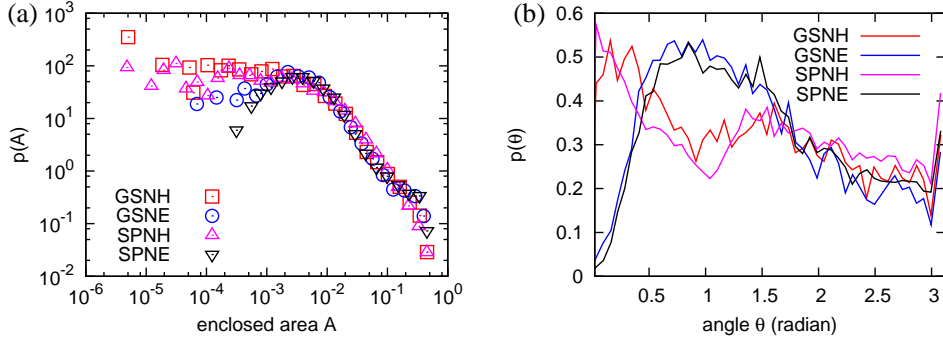 (a)
p(A)
10^3
10^2
10^1
10^0
10^-1
10^-2
GSNH
GSNE
SPNH
SPNE
10^-6 10^-5 10^-4 10^-3 10^-2 10^-1 10^0
enclosed area A
(b)
p(θ)
0.6
0.5
0.4
0.3
0.2
0.1
0
GSNH
GSNE
SPNH
SPNE
0.5 1 1.5 2 2.5 3
angle θ (radian)